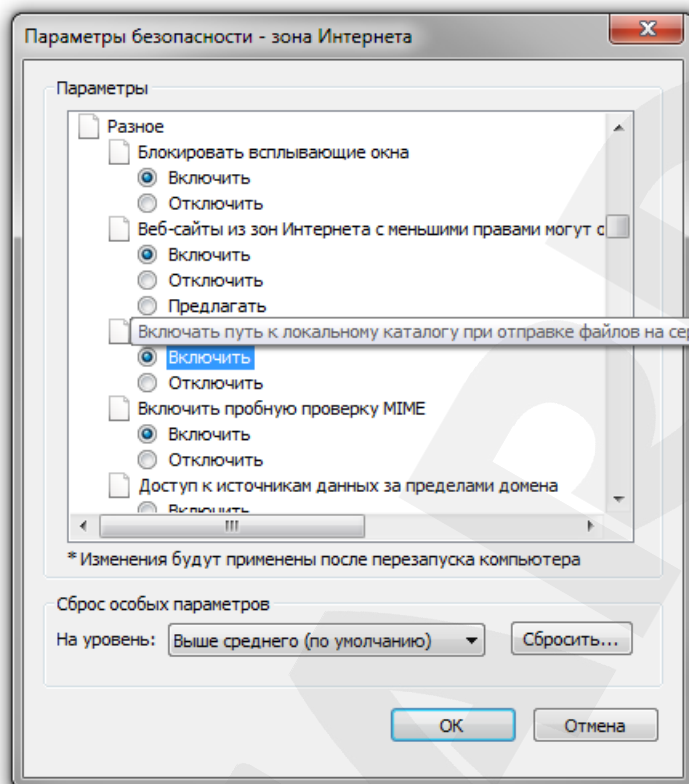 Параметры безопасности - зона Интернета
Параметры
Разное
Блокировать всплывающие окна
Включить
Отключить
Веб-сайты из зон Интернета с меньшими правами могут
Включить
Отключить
Предлагать
Включать путь к локальному каталогу при отправке файлов на
Включить
Отключить
Включить пробную проверку MIME
Включить
Отключить
Доступ к источникам данных за пределами домена
Включить
* Изменения будут применены после перезапуска компьютера
Сброс особых параметров
На уровень: Выше среднего (по умолчанию) Сбросить...
ОК Отмена